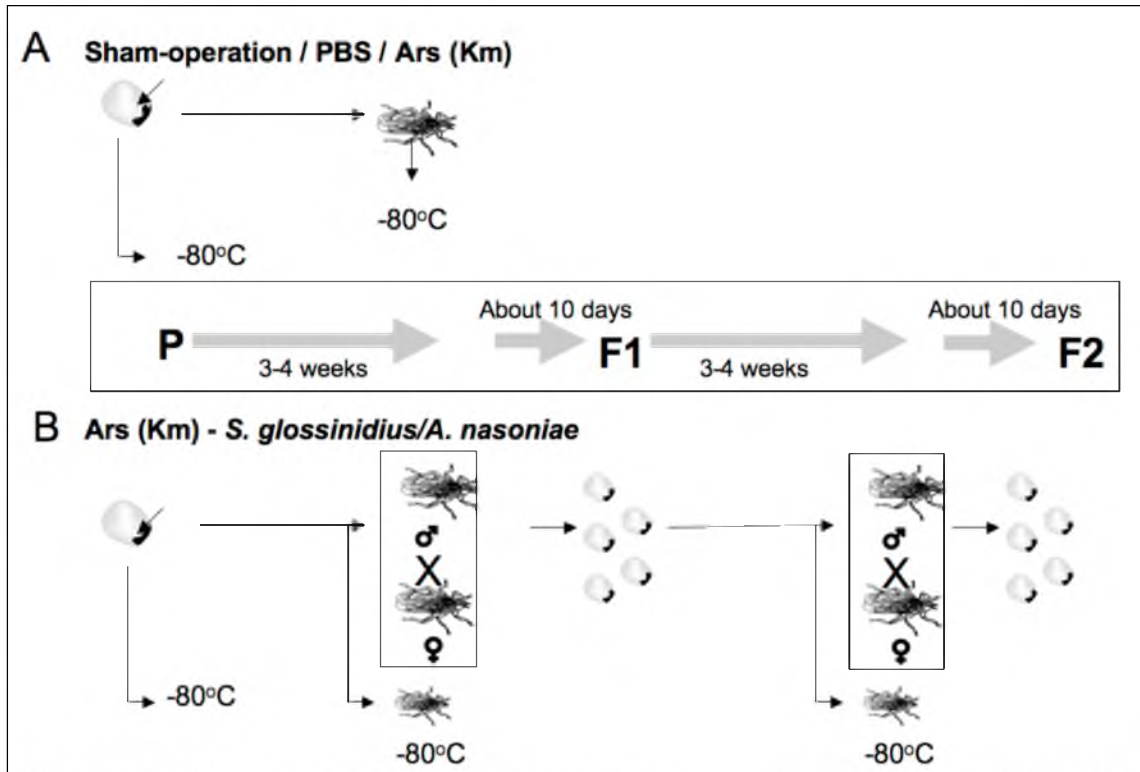 A Sham-operation / PBS / Ars (Km)
-80°C
-80°C
About 10 days
About 10 days
P
F1
F2
3-4 weeks
3-4 weeks
B Ars (Km) - S. glossinidius/A. nasoniae
♂
♂
X
X
♀
♀
-80°C
-80°C
-80°C